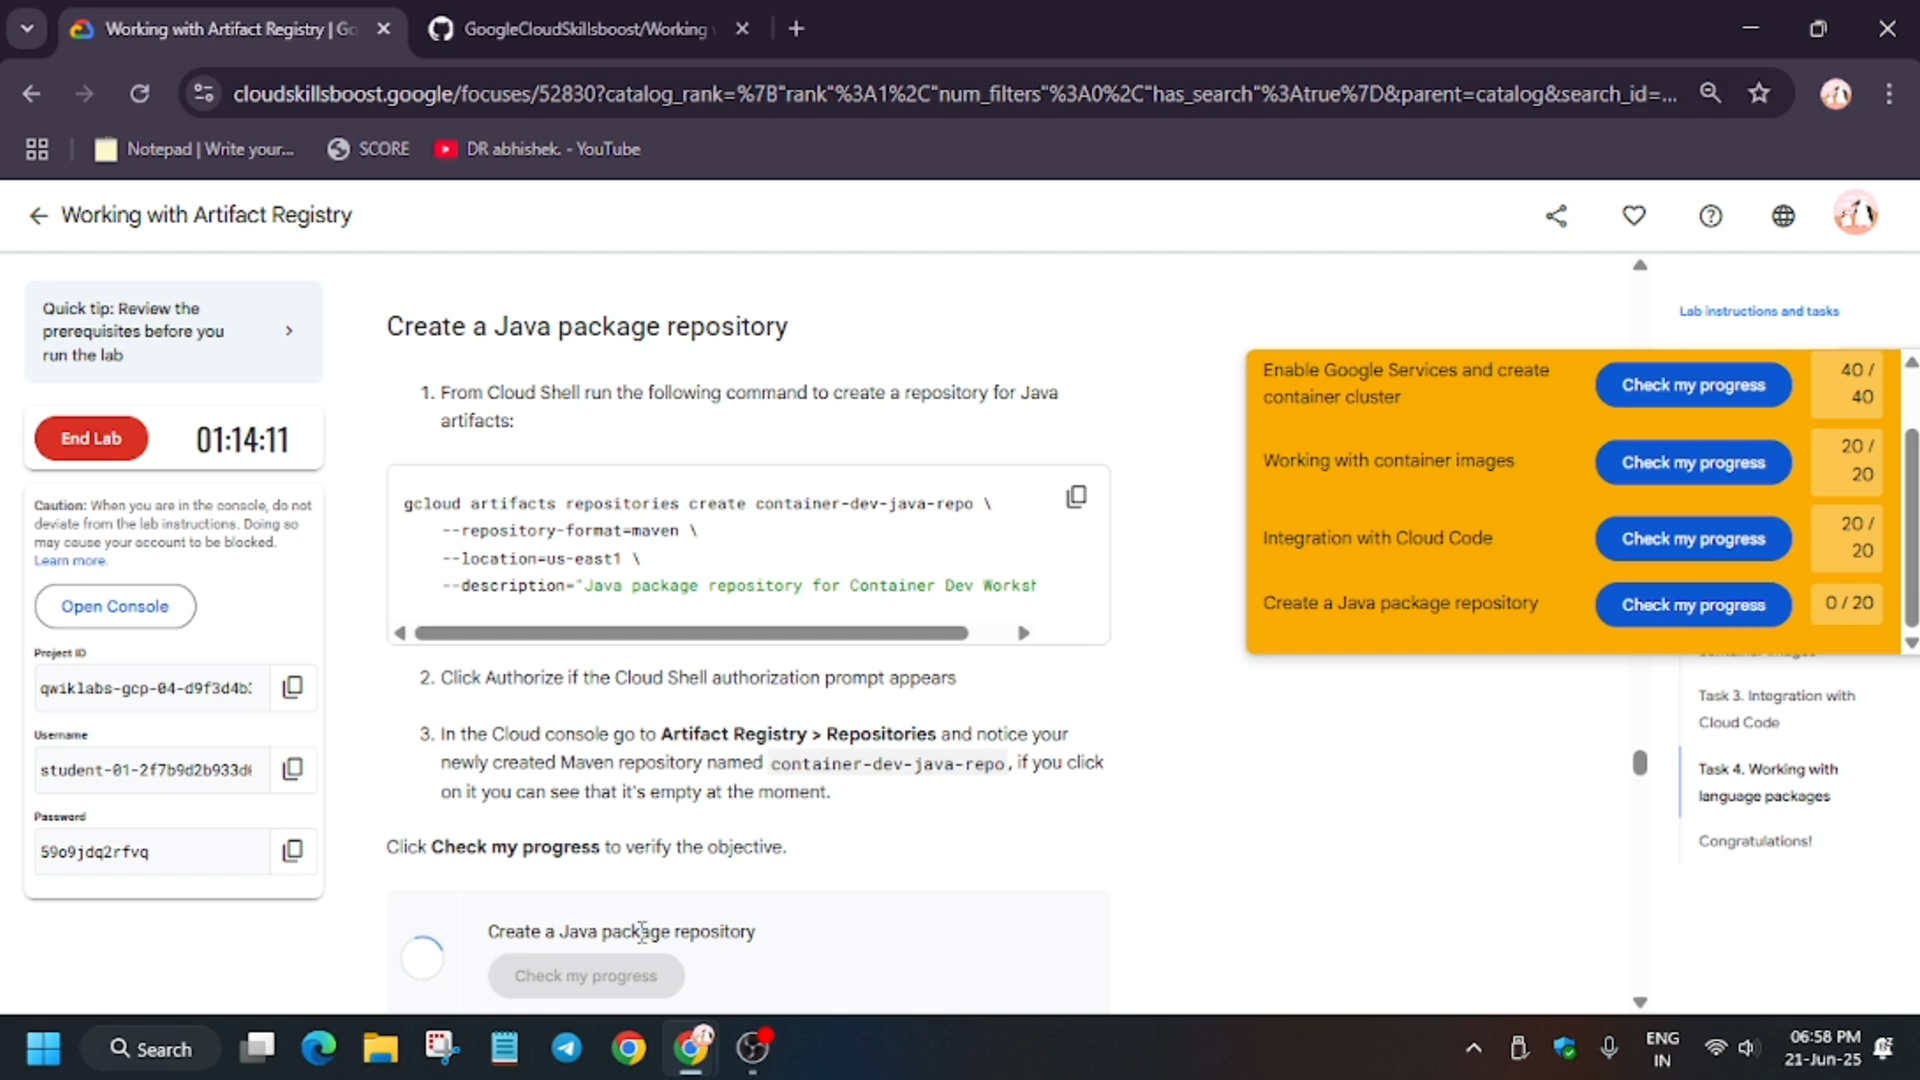 Working with Artifact Registry | Go
GoogleCloudSkillsboost/Working
cloudskillsboost.google/focuses/52830?catalog_rank=%7B"rank"%3A1%2C"num_filters"%3A0%2C"has_search"%3Atrue%7D&parent=catalog&search_id=...
Notepad | Write your...
SCORE
DR abhishek. - YouTube
Working with Artifact Registry
Quick tip: Review the
prerequisites before you
run the lab
End Lab
01:14:11
Caution: When you are in the console, do not
deviate from the lab instructions. Doing so
may cause your account to be blocked.
Learn more.
Open Console
Project ID
qwiklabs-gcp-04-d9f3d4b
Username
student-01-2f7b9d2b933d
Password
59o9jdq2rfvq
Create a Java package repository
1. From Cloud Shell run the following command to create a repository for Java
artifacts:
gcloud artifacts repositories create container-dev-java-repo \
--repository-format=maven \
--location=us-east1 \
--description="Java package repository for Container Dev Worksh
2. Click Authorize if the Cloud Shell authorization prompt appears
3. In the Cloud console go to Artifact Registry > Repositories and notice your
newly created Maven repository named container-dev-java-repo, if you click
on it you can see that it's empty at the moment.
Click Check my progress to verify the objective.
Create a Java package repository
Check my progress
Lab instructions and tasks
Enable Google Services and create
container cluster
Check my progress
40 /
40
Working with container images
Check my progress
20 /
20
Integration with Cloud Code
Check my progress
20 /
20
Create a Java package repository
Check my progress
0 / 20
Task 3. Integration with
Cloud Code
Task 4. Working with
language packages
Congratulations!
Search
ENG
IN
06:58 PM
21-Jun-25